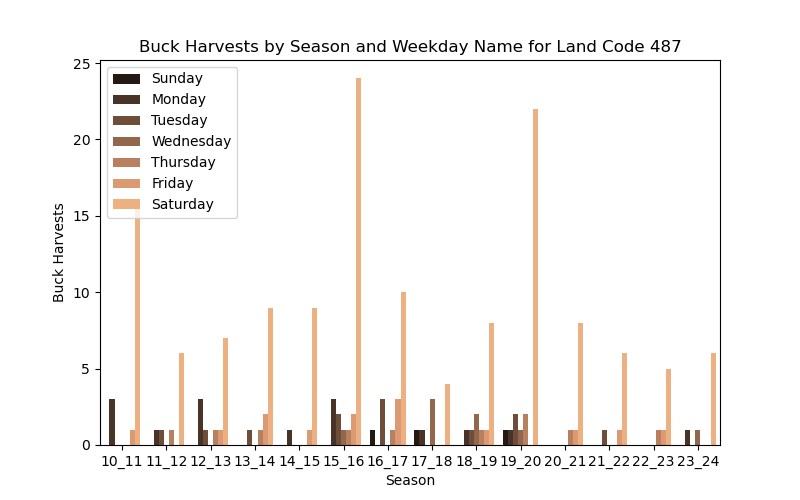 Buck Harvests by Season and Weekday Name for Land Code 487
25
20
15
10
5
0
Buck Harvests
Sunday
Monday
Tuesday
Wednesday
Thursday
Friday
Saturday
10_11 11_12 12_13 13_14 14_15 15_16 16_17 17_18 18_19 19_20 20_21 21_22 22_23 23_24
Season